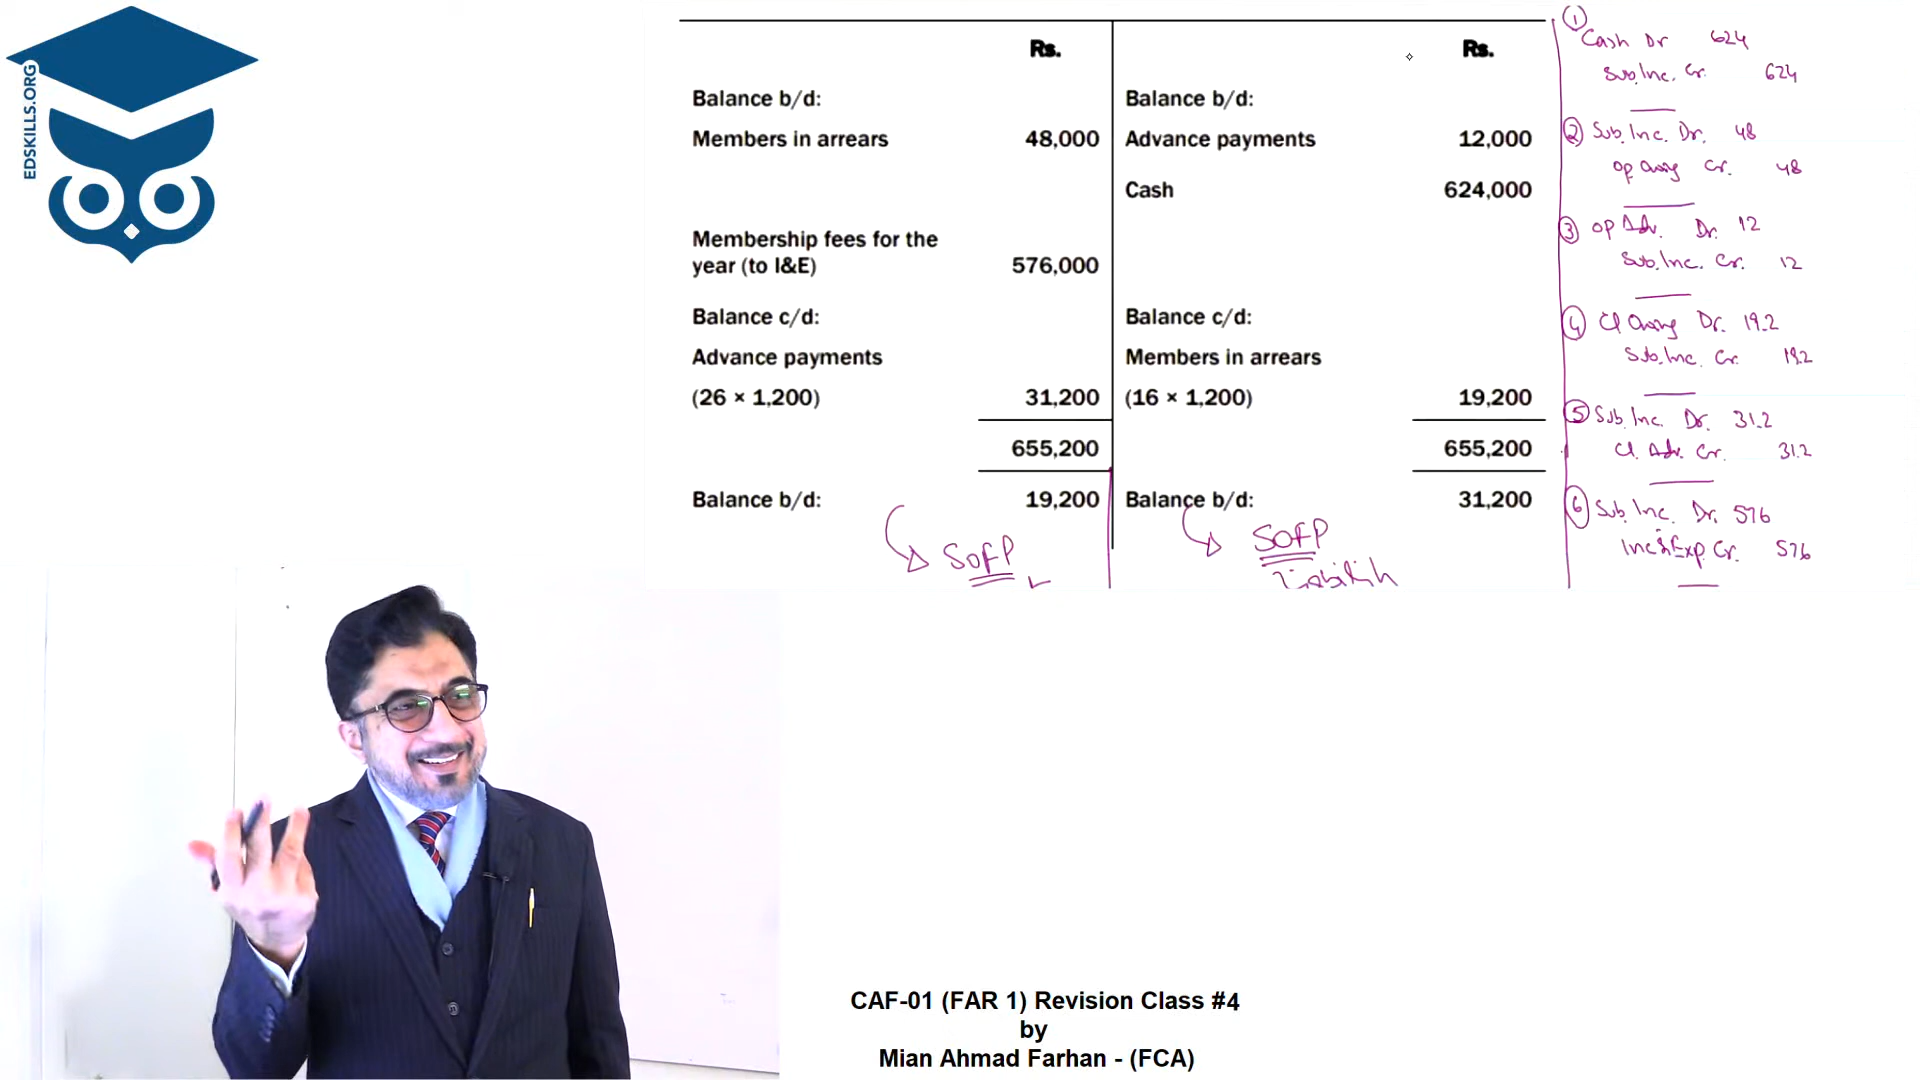 EDSKILLS.ORG
Rs. Rs.
Balance b/d: Balance b/d:
Members in arrears 48,000 Advance payments 12,000
Cash 624,000
Membership fees for the
year (to I&E) 576,000
Balance c/d: Balance c/d:
Advance payments Members in arrears
(26 × 1,200) 31,200 (16 × 1,200) 19,200
655,200 655,200
Balance b/d: 19,200 Balance b/d: 31,200
SOFP SOFP
① Cash Dr 624
Sub. Inc. Cr. 624
② Sub. Inc. Dr. 48
Op Cr. 48
③ Op Adv. Dr. 12
Sub. Inc. Cr. 12
④ Cl Dr. 19.2
Sub. Inc. Cr. 19.2
⑤ Sub. Inc. Dr. 31.2
Cl. Adv. Cr. 31.2
⑥ Sub. Inc. Dr. 576
Inc & Exp. Cr. 576
CAF-01 (FAR 1) Revision Class #4
by
Mian Ahmad Farhan - (FCA)